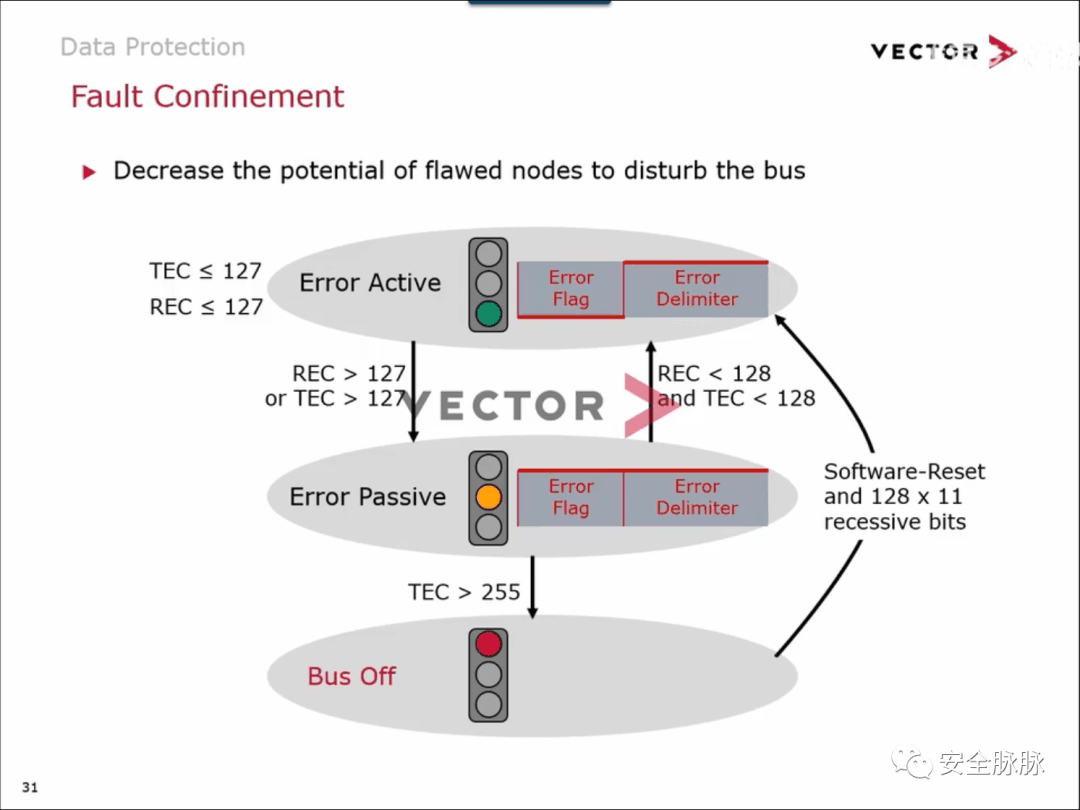 Data Protection
VECTOR
Fault Confinement
Decrease the potential of flawed nodes to disturb the bus
TEC ≤ 127
REC ≤ 127
Error Active
Error
Flag
Error
Delimiter
REC > 127
or TEC > 127
VECTOR
REC < 128
and TEC < 128
Error Passive
Error
Flag
Error
Delimiter
Software-Reset
and 128 x 11
recessive bits
TEC > 255
Bus Off
安全脉脉
31